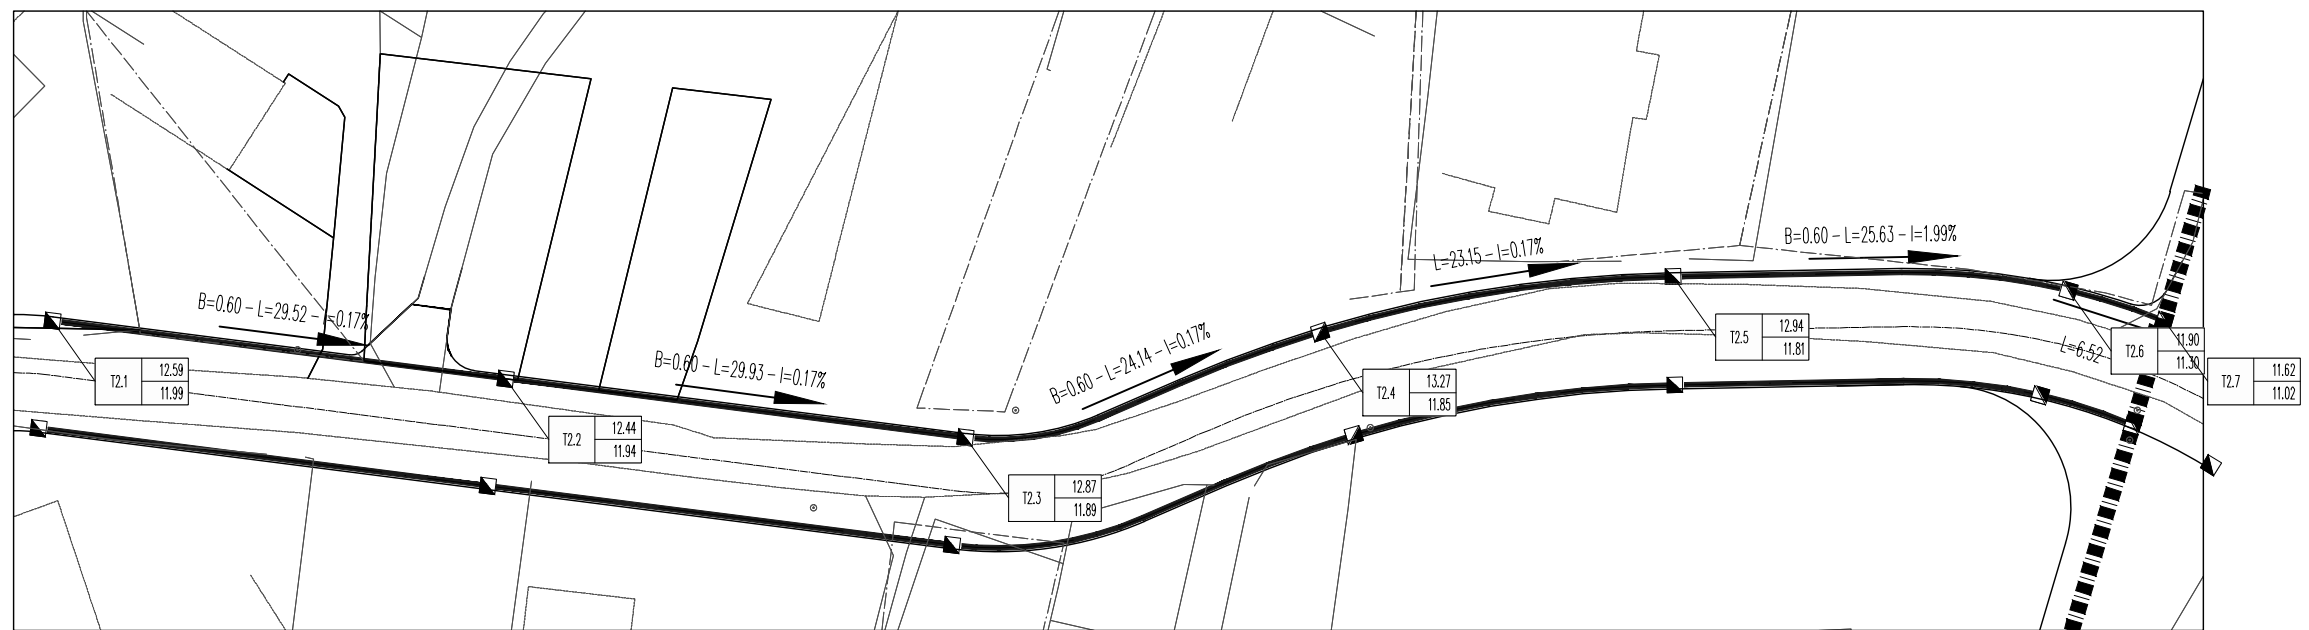 B=0.60 – L=29.52 – I=0.17%
T2.1
12.59
11.99
B=0.60 – L=29.93 – I=0.17%
T2.2
12.44
11.94
B=0.60 – L=24.14 – I=0.17%
T2.3
12.87
11.89
L=23.15 – I=0.17%
T2.4
13.27
11.85
B=0.60 – L=25.63 – I=1.99%
T2.5
12.94
11.81
L=6.52
T2.6
11.90
11.30
T2.7
11.62
11.02